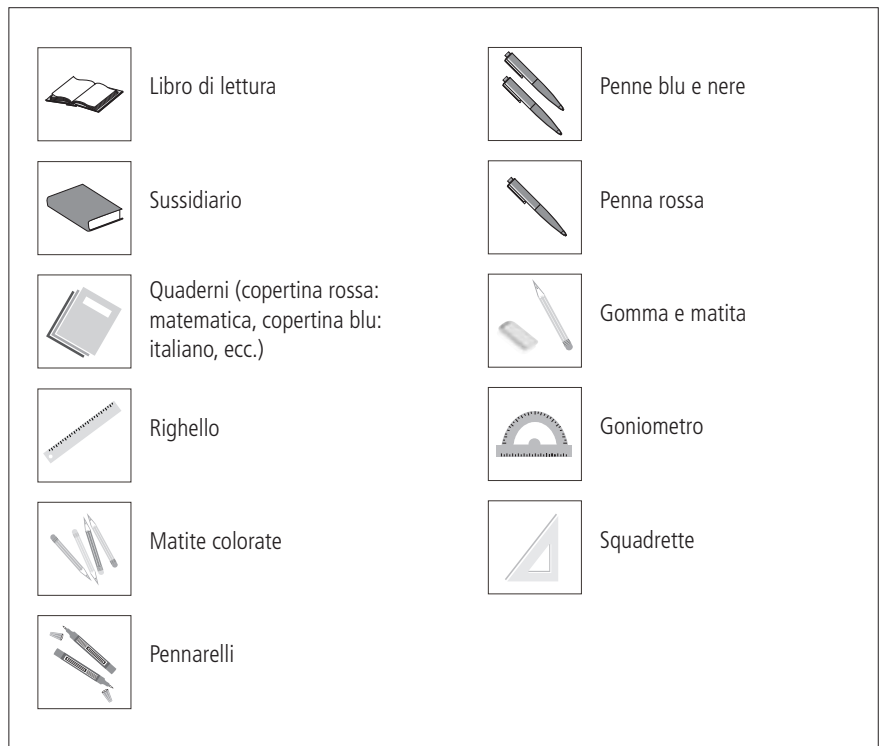 Libro di lettura
Sussidiario
Quaderni (copertina rossa:
matematica, copertina blu:
italiano, ecc.)
Righello
Matite colorate
Pennarelli
Penne blu e nere
Penna rossa
Gomma e matita
Goniometro
Squadrette